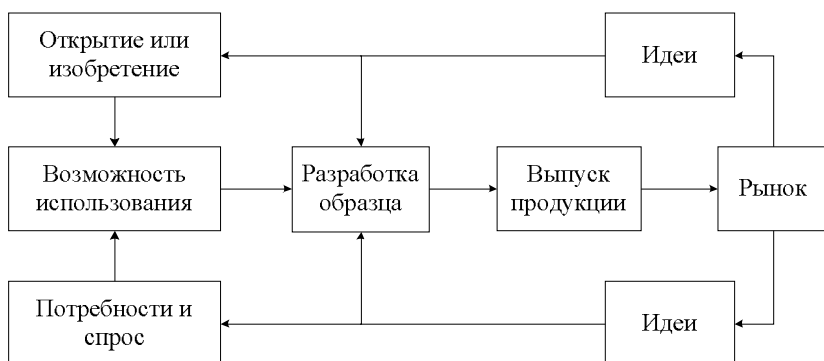 Открытие или
изобретение
Идеи
Возможность
использования
Разработка
образца
Выпуск
продукции
Рынок
Потребности и
спрос
Идеи